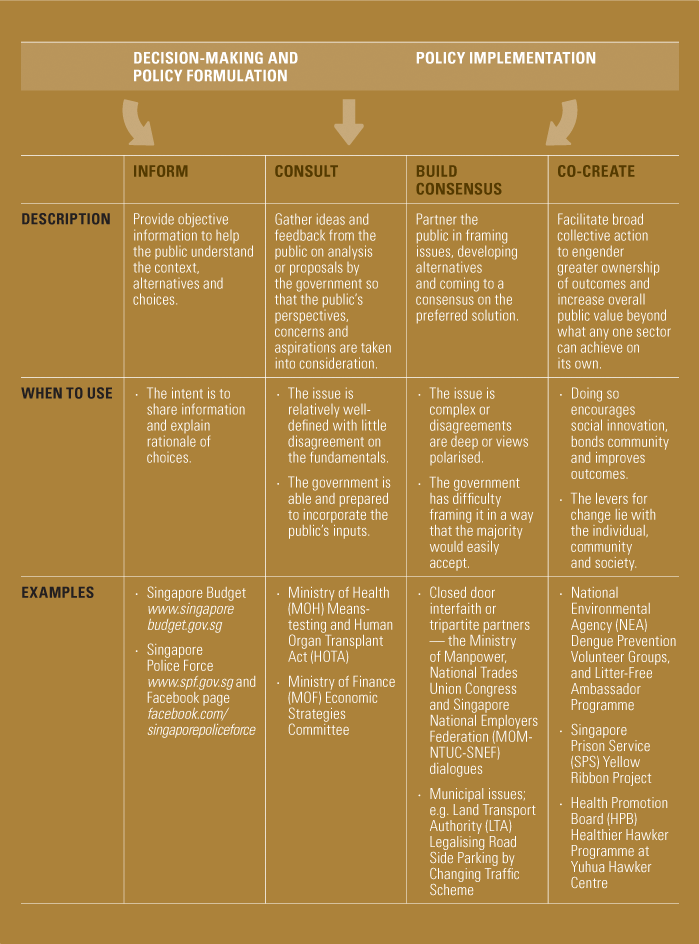 DECISION-MAKING AND
POLICY FORMULATION
POLICY IMPLEMENTATION
INFORM
CONSULT
BUILD
CONSENSUS
CO-CREATE
DESCRIPTION
Provide objective
information to help
the public understand
the context,
alternatives and
choices.
Gather ideas and
feedback from the
public on analysis
or proposals by
the government so
that the public's
perspectives,
concerns and
aspirations are taken
into consideration.
Partner the
public in framing
issues, developing
alternatives
and coming to a
consensus on the
preferred solution.
Facilitate broad
collective action
to engender
greater ownership
of outcomes and
increase overall
public value beyond
what any one sector
can achieve on
its own.
WHEN TO USE
· The intent is to
share information
and explain
rationale of
choices.
· The issue is
relatively well-
defined with little
disagreement on
the fundamentals.
· The government is
able and prepared
to incorporate the
public's inputs.
· The issue is
complex or
disagreements
are deep or views
polarised.
· The government
has difficulty
framing it in a way
that the majority
would easily
accept.
· Doing so
encourages
social innovation,
bonds community
and improves
outcomes.
· The levers for
change lie with
the individual,
community
and society.
EXAMPLES
· Singapore Budget
www.singapore
budget.gov.sg
· Singapore
Police Force
www.spf.gov.sg and
Facebook page
facebook.com/
singaporepoliceforce
· Ministry of Health
(MOH) Means-
testing and Human
Organ Transplant
Act (HOTA)
· Ministry of Finance
(MOF) Economic
Strategies
Committee
· Closed door
interfaith or
tripartite partners
— the Ministry
of Manpower,
National Trades
Union Congress
and Singapore
National Employers
Federation (MOM-
NTUC-SNEF)
dialogues
· Municipal issues;
e.g. Land Transport
Authority (LTA)
Legalising Road
Side Parking by
Changing Traffic
Scheme
· National
Environmental
Agency (NEA)
Dengue Prevention
Volunteer Groups,
and Litter-Free
Ambassador
Programme
· Singapore
Prison Service
(SPS) Yellow
Ribbon Project
· Health Promotion
Board (HPB)
Healthier Hawker
Programme at
Yuhua Hawker
Centre